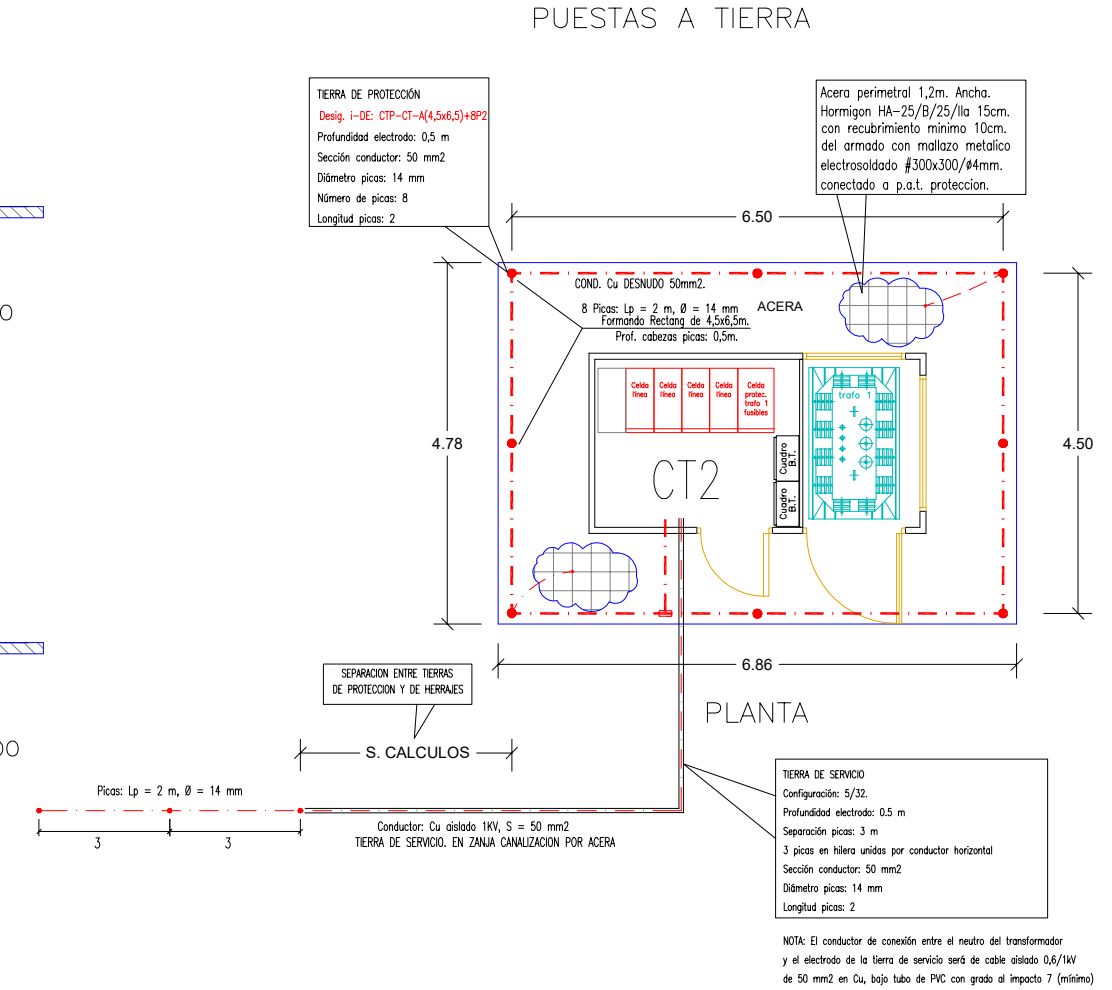 PUESTAS A TIERRA
TIERRA DE PROTECCIÓN
Desig. i-DE: CTP-CT-A(4,5x6,5)+8P2
Profundidad electrodo: 0,5 m
Sección conductor: 50 mm2
Diámetro picas: 14 mm
Número de picas: 8
Longitud picas: 2
Acera perimetral 1,2m. Ancha.
Hormigon HA-25/B/25/IIa 15cm.
con recubrimiento minimo 10cm.
del armado con mallazo metalico
electrosoldado #300x300/ø4mm.
conectado a p.a.t. proteccion.
6.50
COND. Cu DESNUDO 50mm2.
8 Picas: Lp = 2 m, Ø = 14 mm
Formando Rectang de 4,5x6,5m.
Prof. cabezas picas: 0,5m.
ACERA
O
Celda
línea
Celda
línea
Celda
línea
Celda
línea
Celda
protec.
trafo 1
fusibles
trafo 1
4.78
4.50
CT2
Cuadro
B.T.
Cuadro
B.T.
6.86
SEPARACION ENTRE TIERRAS
DE PROTECCION Y DE HERRAJES
PLANTA
S. CALCULOS
DO
Picas: Lp = 2 m, Ø = 14 mm
3
3
Conductor: Cu aislado 1KV, S = 50 mm2
TIERRA DE SERVICIO. EN ZANJA CANALIZACION POR ACERA
TIERRA DE SERVICIO
Configuración: 5/32.
Profundidad electrodo: 0.5 m
Separación picas: 3 m
3 picas en hilera unidas por conductor horizontal
Sección conductor: 50 mm2
Diámetro picas: 14 mm
Longitud picas: 2
NOTA: El conductor de conexión entre el neutro del transformador
y el electrodo de la tierra de servicio será de cable aislado 0,6/1kV
de 50 mm2 en Cu, bajo tubo de PVC con grado al impacto 7 (mínimo)